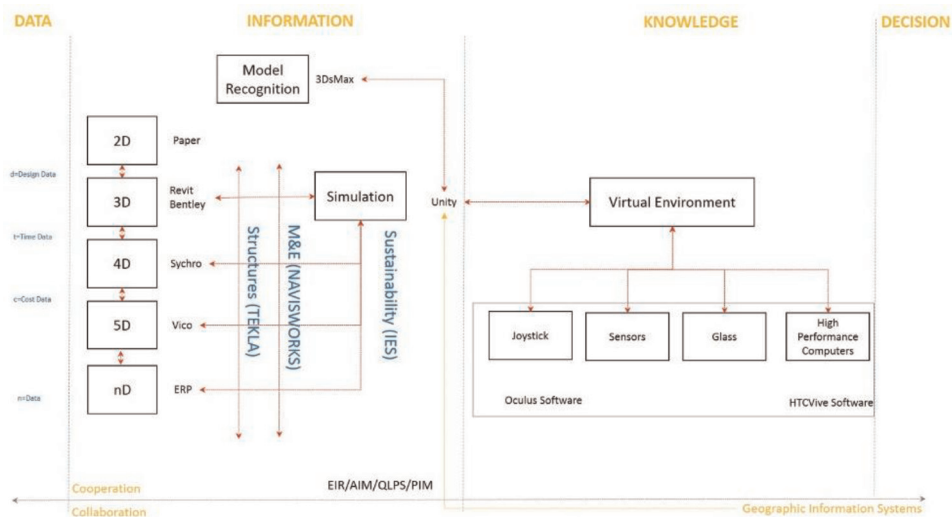 DATA
INFORMATION
KNOWLEDGE
DECISION
Model
Recognition
3DsMax
2D
Paper
d=Design Data
3D
Revit
Bentley
Simulation
Unity
Virtual Environment
t=Time Data
4D
Sychro
c=Cost Data
5D
Vico
nD
ERP
n=Data
Structures (TEKLA)
M&E (NAVISWORKS)
Sustainability (IES)
Joystick
Sensors
Glass
High
Performance
Computers
Oculus Software
HTCVive Software
EIR/AIM/QLPS/PIM
Cooperation
Collaboration
Geographic Information Systems